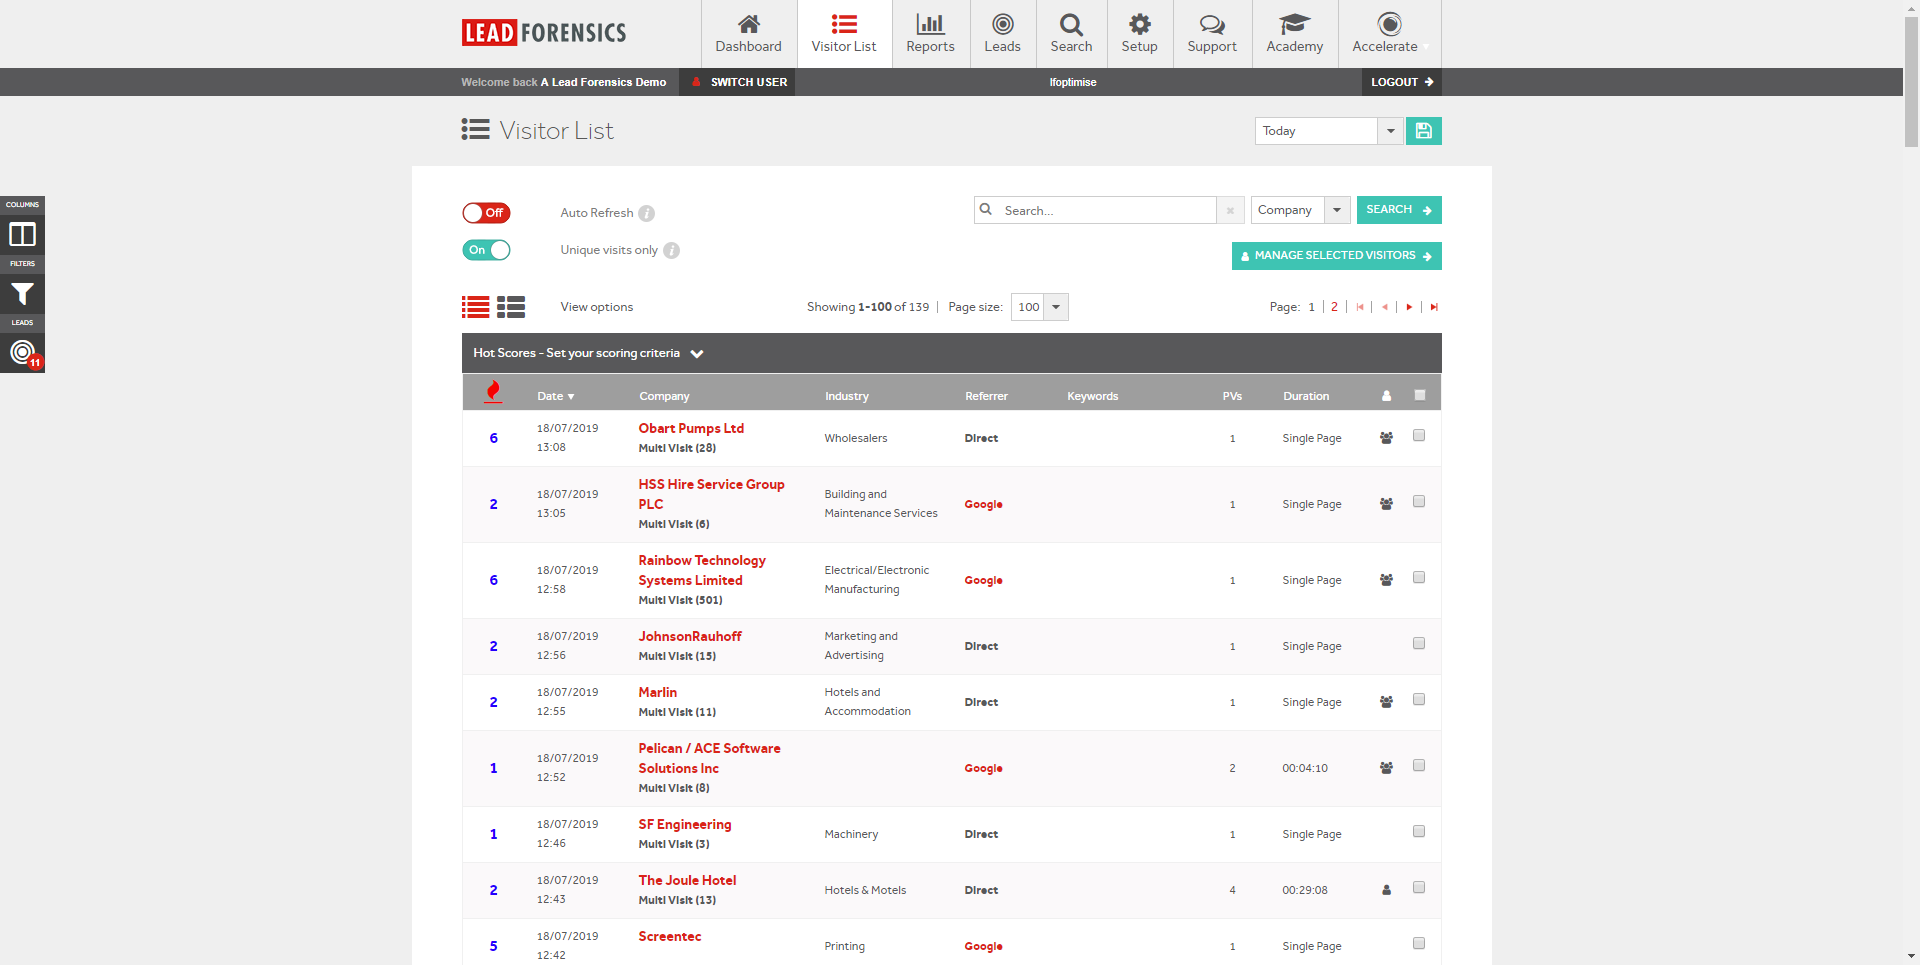 LEAD FORENSICS
Dashboard
Visitor List
Reports
Leads
Search
Setup
Support
Academy
Accelerate
Welcome back A Lead Forensics Demo
SWITCH USER
lfoptimise
LOGOUT
Visitor List
Today
COLUMNS
FILTERS
LEADS
11
Off
Auto Refresh
Search...
Company
SEARCH
On
Unique visits only
MANAGE SELECTED VISITORS
View options
Showing 1-100 of 139 | Page size: 100
Page: 1 | 2
Hot Scores - Set your scoring criteria
Date Company Industry Referrer Keywords PVs Duration
6
18/07/2019
13:08
Obart Pumps Ltd
Multi Visit (28)
Wholesalers
Direct
1
Single Page
2
18/07/2019
13:05
HSS Hire Service Group
PLC
Multi Visit (6)
Building and
Maintenance Services
Google
1
Single Page
6
18/07/2019
12:58
Rainbow Technology
Systems Limited
Multi Visit (501)
Electrical/Electronic
Manufacturing
Google
1
Single Page
2
18/07/2019
12:56
JohnsonRauhoff
Multi Visit (15)
Marketing and
Advertising
Direct
1
Single Page
2
18/07/2019
12:55
Marlin
Multi Visit (11)
Hotels and
Accommodation
Direct
1
Single Page
1
18/07/2019
12:52
Pelican / ACE Software
Solutions Inc
Multi Visit (8)
Google
2
00:04:10
1
18/07/2019
12:46
SF Engineering
Multi Visit (3)
Machinery
Direct
1
Single Page
2
18/07/2019
12:43
The Joule Hotel
Multi Visit (13)
Hotels & Motels
Direct
4
00:29:08
5
18/07/2019
12:42
Screentec
Printing
Google
1
Single Page